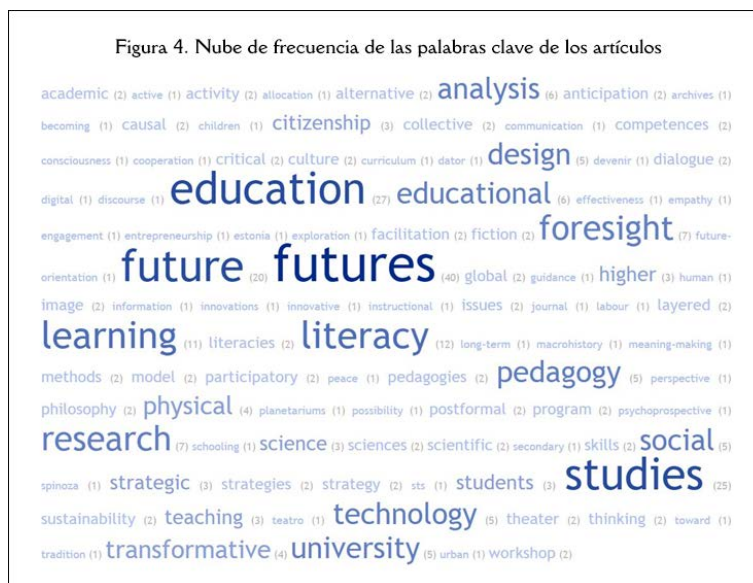 Figura 4. Nube de frecuencia de las palabras clave de los artículos
academic (2) active (1) activity (2) allocation (1) alternative (2) analysis (6) anticipation (2) archives (1)
becoming (1) causal (2) children (1) citizenship (3) collective (2) communication (1) competences (2)
consciousness (1) cooperation (1) critical (2) culture (2) curriculum (1) dator (1) design (5) devenir (1) dialogue (2)
digital (1) discourse (1) education (27) educational (6) effectiveness (1) empathy (1)
engagement (1) entrepreneurship (1) estonia (1) exploration (1) facilitation (2) fiction (2) foresight (7) future-
orientation (1) future (20) futures (40) global (2) guidance (1) higher (3) human (1)
image (2) information (1) innovations (1) innovative (1) instructional (1) issues (2) journal (1) labour (1) layered (2)
learning (11) literacies (2) literacy (12) long-term (1) macrohistory (1) meaning-making (1)
methods (2) model (2) participatory (2) peace (1) pedagogies (2) pedagogy (5) perspective (1)
philosophy (2) physical (4) planetariums (1) possibility (1) postformal (2) program (2) psychoprospective (1)
research (7) schooling (1) science (3) sciences (2) scientific (2) secondary (1) skills (2) social (5)
spinoza (1) strategic (3) strategies (2) strategy (2) sts (1) students (3) studies (25)
sustainability (2) teaching (3) teatro (1) technology (5) theater (2) thinking (2) toward (1)
tradition (1) transformative (4) university (5) urban (1) workshop (2)